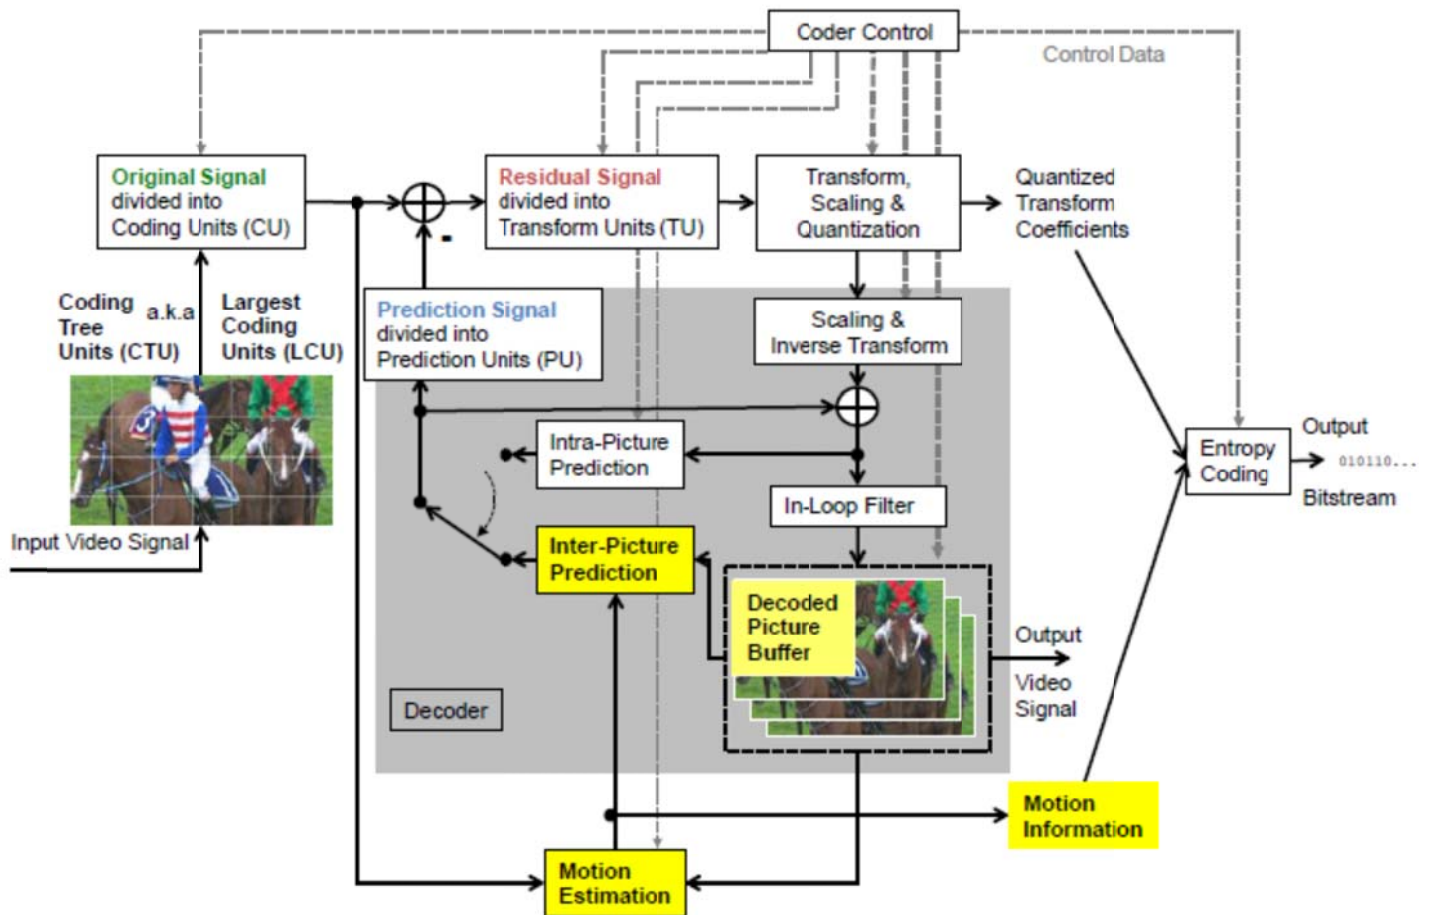 Coder Control
Control Data
Original Signal
divided into
Coding Units (CU)
Residual Signal
divided into
Transform Units (TU)
Transform,
Scaling &
Quantization
Quantized
Transform
Coefficients
-
Coding
Tree
Units (CTU)
a.k.a
Largest
Coding
Units (LCU)
Prediction Signal
divided into
Prediction Units (PU)
Scaling &
Inverse Transform
3
Intra-Picture
Prediction
Entropy
Coding
Output
010110...
Bitstream
In-Loop Filter
Input Video Signal
Inter-Picture
Prediction
Decoded
Picture
Buffer
Output
Video
Signal
Decoder
Motion
Information
Motion
Estimation